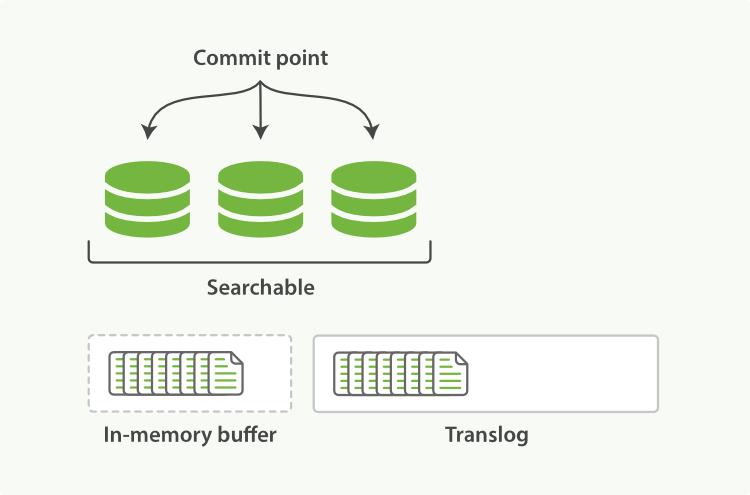 Commit point
Searchable
In-memory buffer
Translog